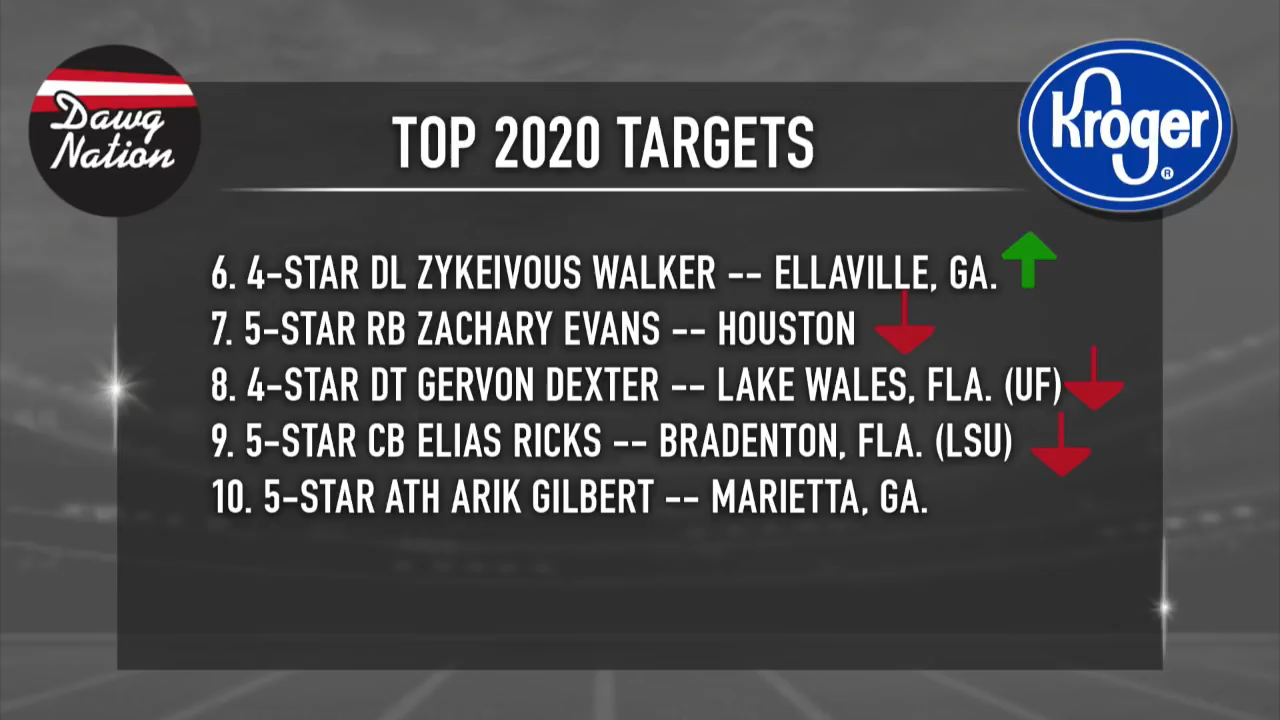 Dawg
Nation
Kroger
®
TOP 2020 TARGETS
6. 4-STAR DL ZYKEIVOUS WALKER -- ELLAVILLE, GA.
7. 5-STAR RB ZACHARY EVANS -- HOUSTON
8. 4-STAR DT GERVON DEXTER -- LAKE WALES, FLA. (UF)
9. 5-STAR CB ELIAS RICKS -- BRADENTON, FLA. (LSU)
10. 5-STAR ATH ARIK GILBERT -- MARIETTA, GA.